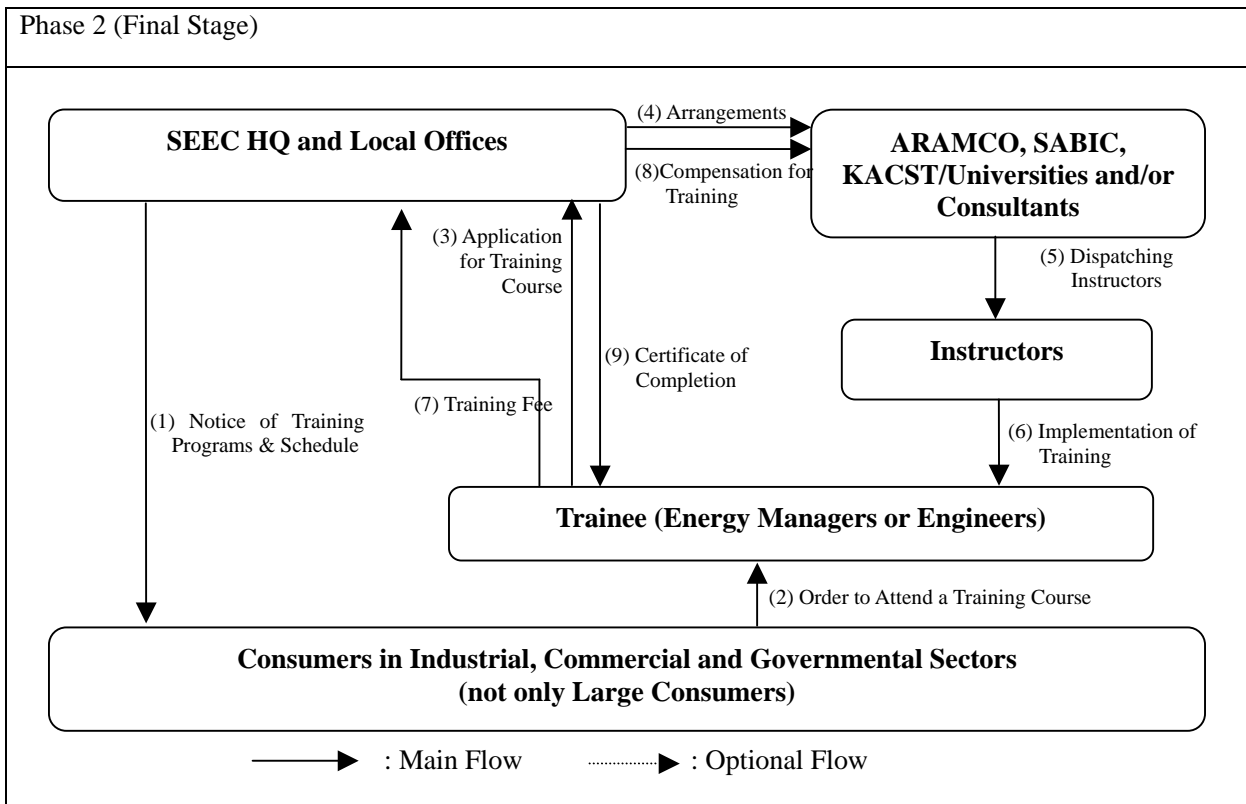 Phase 2 (Final Stage)
SEEC HQ and Local Offices
(4) Arrangements
(8)Compensation for
Training
ARAMCO, SABIC,
KACST/Universities and/or
Consultants
(3) Application
for Training
Course
(5) Dispatching
Instructors
Instructors
(9) Certificate of
Completion
(7) Training Fee
(1) Notice of Training
Programs & Schedule
(6) Implementation of
Training
Trainee (Energy Managers or Engineers)
(2) Order to Attend a Training Course
Consumers in Industrial, Commercial and Governmental Sectors
(not only Large Consumers)
: Main Flow : Optional Flow